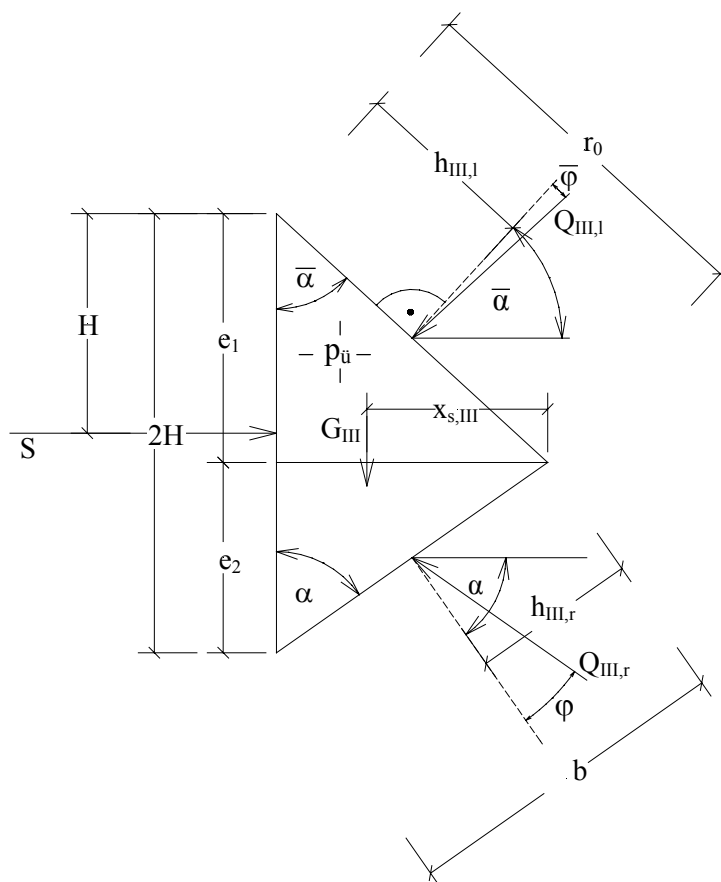 r₀
h_III,l
φ̅
Q_III,l
α̅
α̅
H
e₁
p_ü
x_s,III
G_III
S
2H
e₂
α
α
h_III,r
Q_III,r
φ
b